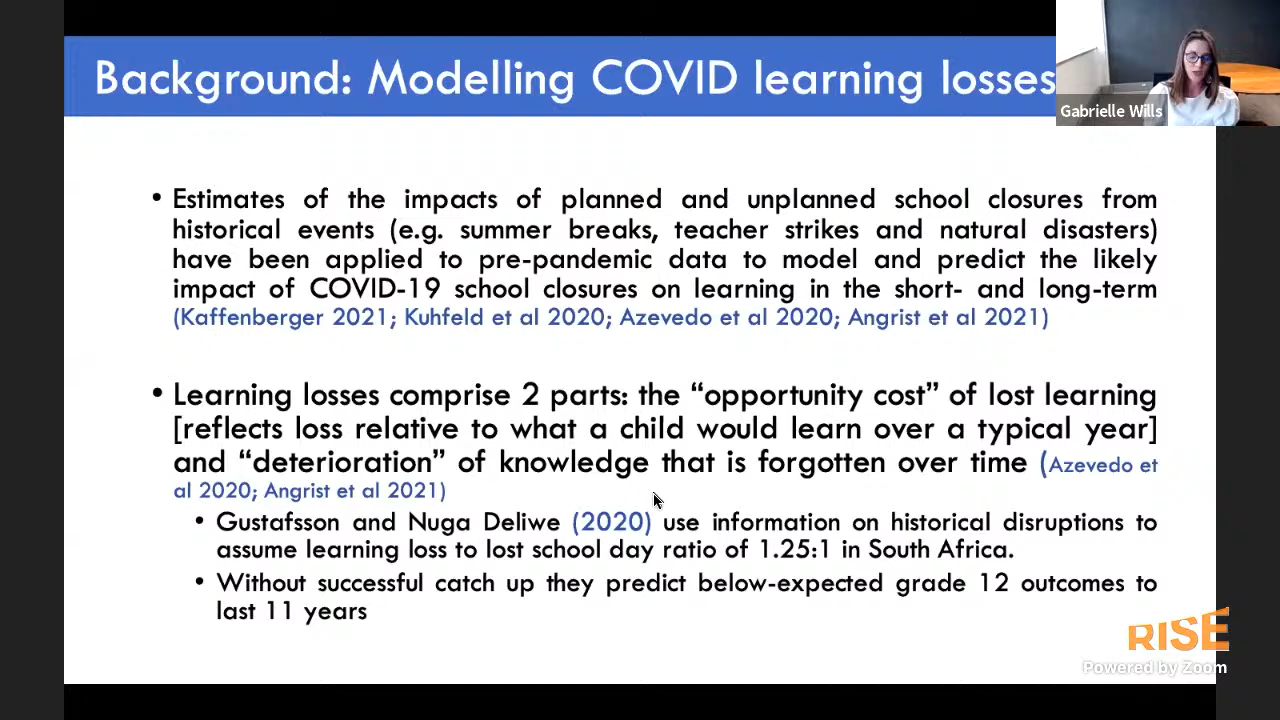 Background: Modelling COVID learning losses
Gabrielle Wills
• Estimates of the impacts of planned and unplanned school closures from
historical events (e.g. summer breaks, teacher strikes and natural disasters)
have been applied to pre-pandemic data to model and predict the likely
impact of COVID-19 school closures on learning in the short- and long-term
(Kaffenberger 2021; Kuhfeld et al 2020; Azevedo et al 2020; Angrist et al 2021)
• Learning losses comprise 2 parts: the “opportunity cost” of lost learning
[reflects loss relative to what a child would learn over a typical year]
and “deterioration” of knowledge that is forgotten over time (Azevedo et
al 2020; Angrist et al 2021)
• Gustafsson and Nuga Deliwe (2020) use information on historical disruptions to
assume learning loss to lost school day ratio of 1.25:1 in South Africa.
• Without successful catch up they predict below-expected grade 12 outcomes to
last 11 years
RISE
Powered by Zoom